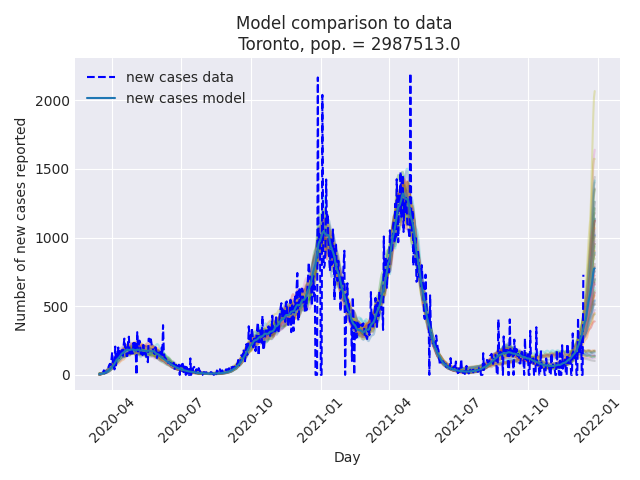 Model comparison to data
Toronto, pop. = 2987513.0
new cases data
new cases model
Number of new cases reported
2000
1500
1000
500
0
2020-04
2020-07
2020-10
2021-01
2021-04
2021-07
2021-10
2022-01
Day